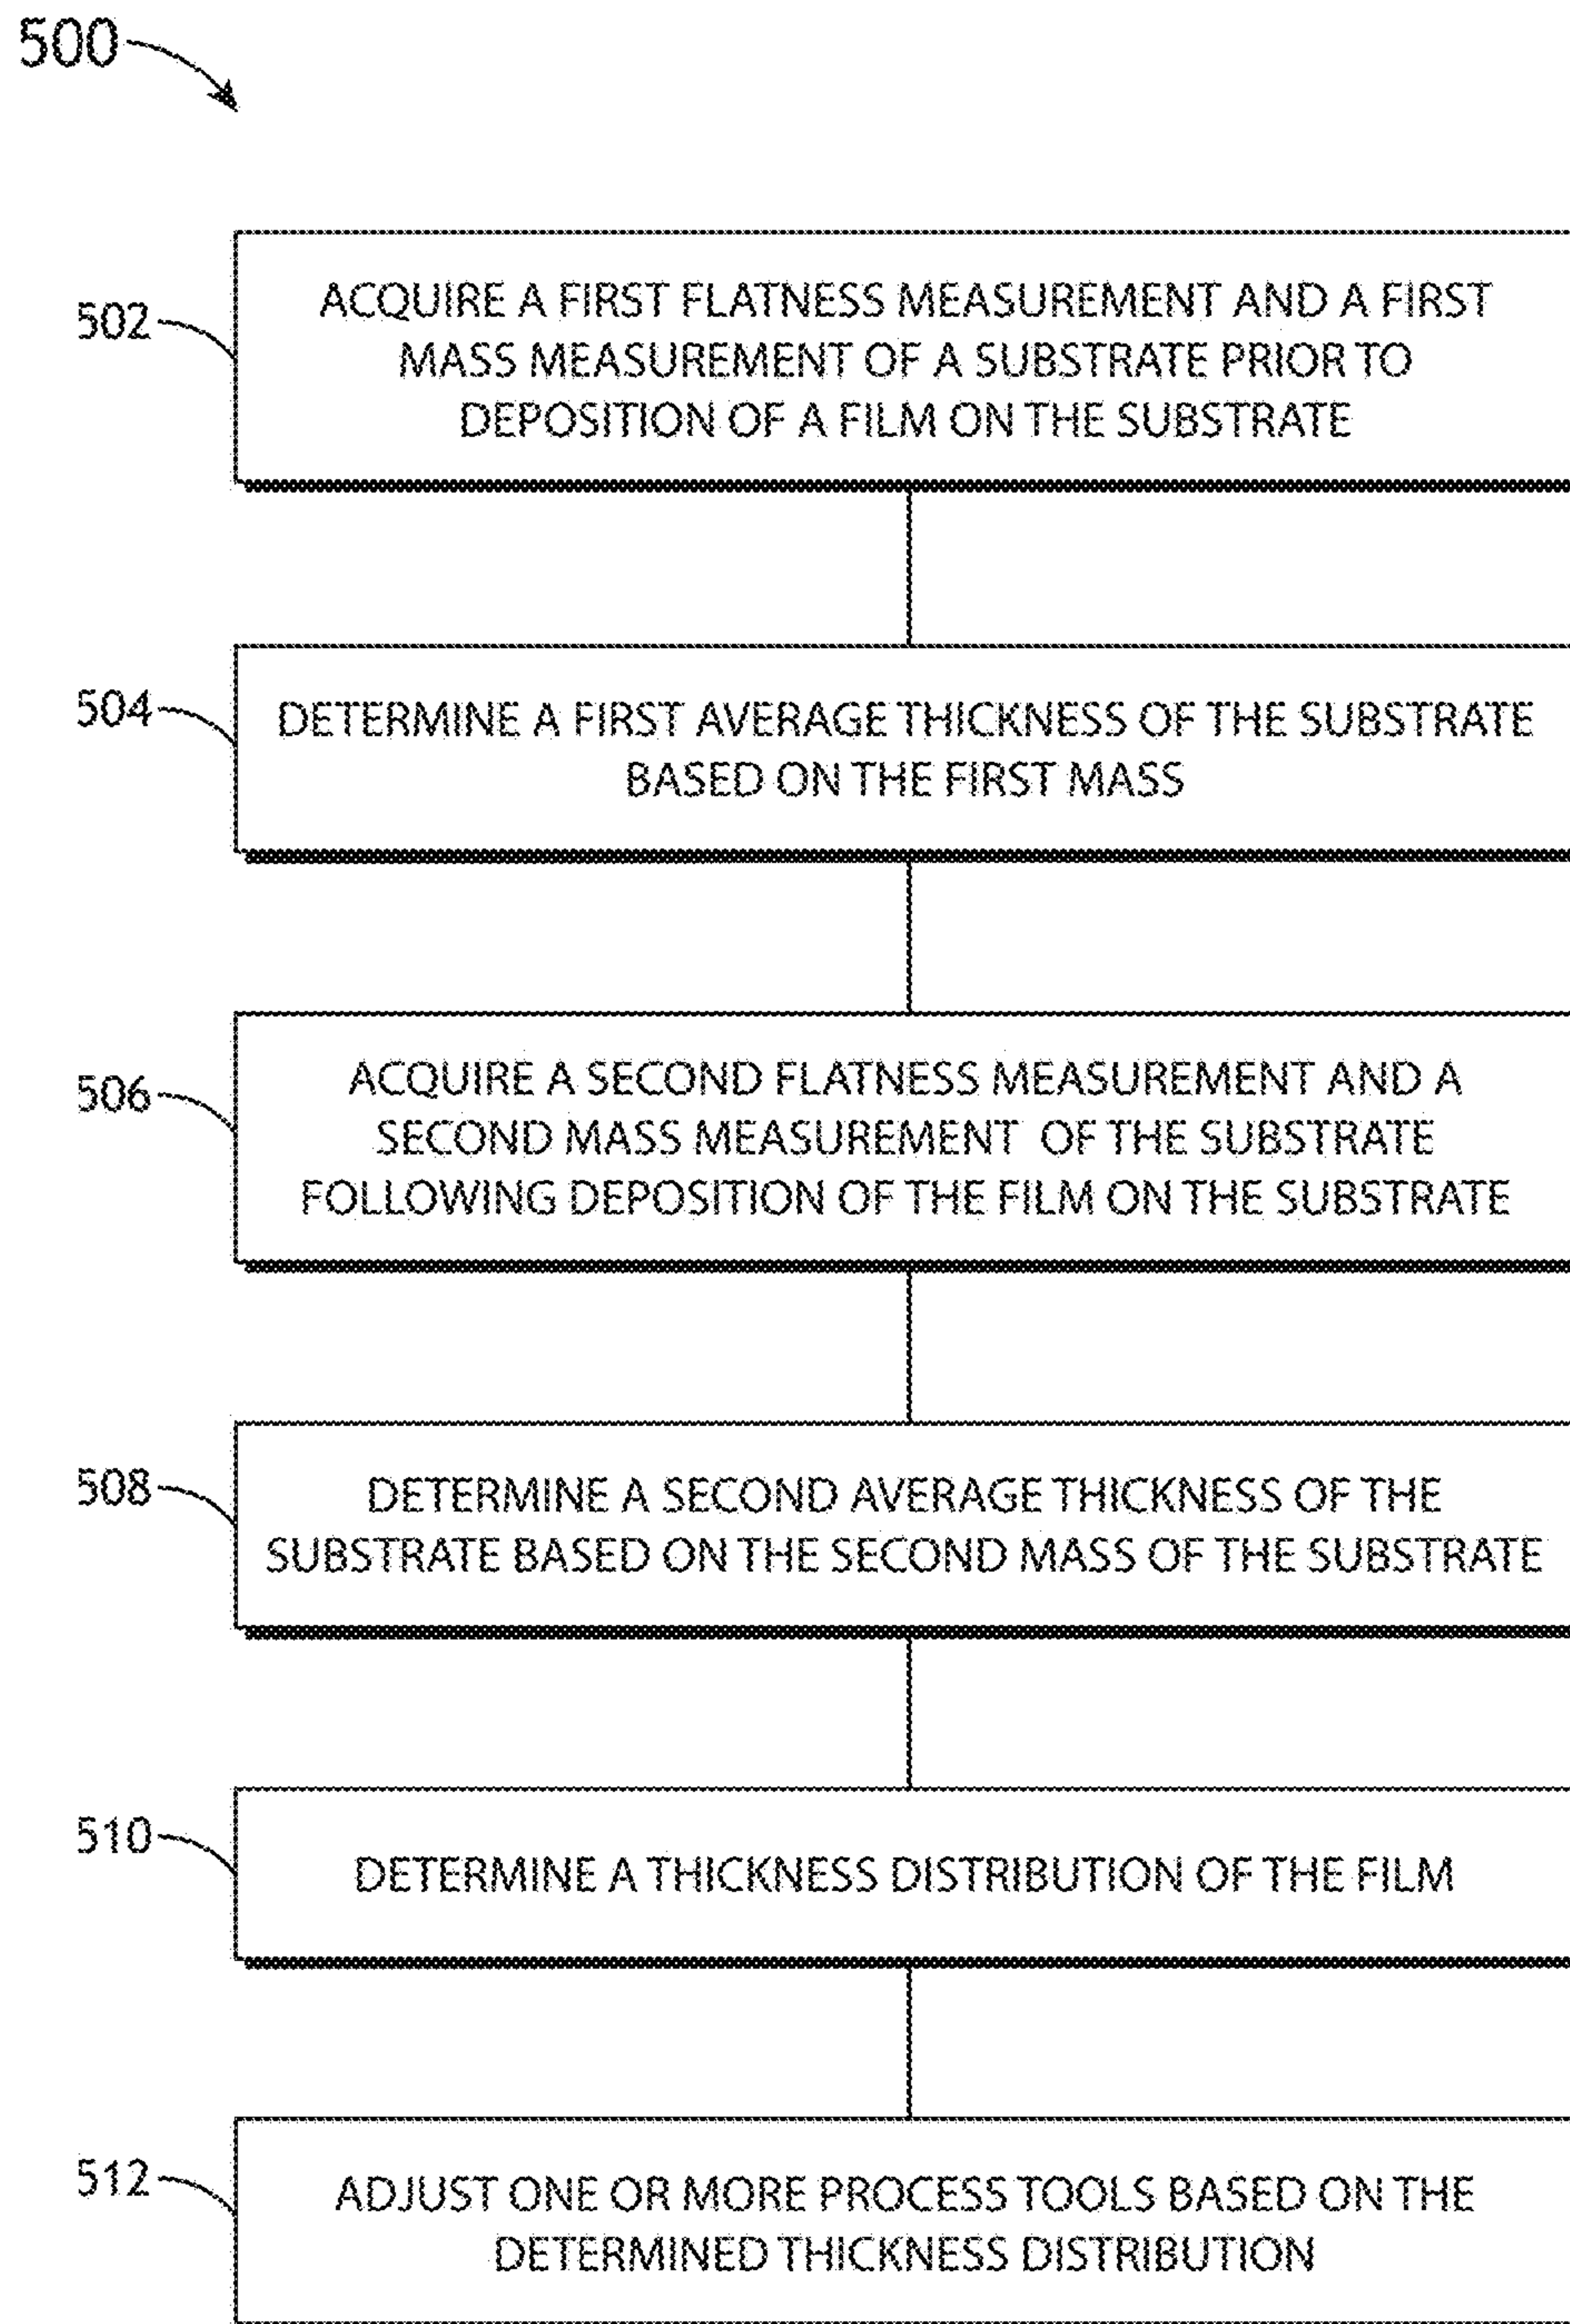 500
502
ACQUIRE A FIRST FLATNESS MEASUREMENT AND A FIRST
MASS MEASUREMENT OF A SUBSTRATE PRIOR TO
DEPOSITION OF A FILM ON THE SUBSTRATE
504
DETERMINE A FIRST AVERAGE THICKNESS OF THE SUBSTRATE
BASED ON THE FIRST MASS
506
ACQUIRE A SECOND FLATNESS MEASUREMENT AND A
SECOND MASS MEASUREMENT OF THE SUBSTRATE
FOLLOWING DEPOSITION OF THE FILM ON THE SUBSTRATE
508
DETERMINE A SECOND AVERAGE THICKNESS OF THE
SUBSTRATE BASED ON THE SECOND MASS OF THE SUBSTRATE
510
DETERMINE A THICKNESS DISTRIBUTION OF THE FILM
512
ADJUST ONE OR MORE PROCESS TOOLS BASED ON THE
DETERMINED THICKNESS DISTRIBUTION